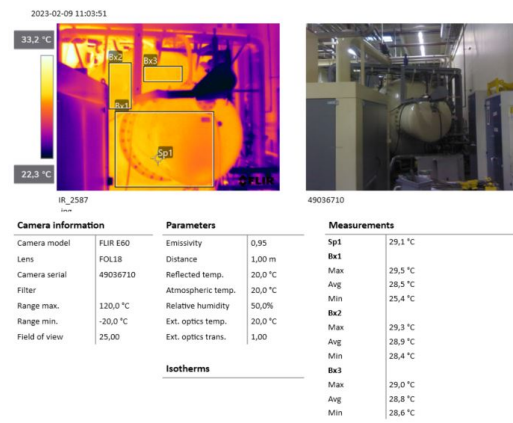 2023-02-09 11:03:51
33,2 °C
22,3 °C
Bx2
Bx3
Bx1
Sp1
FLIR
IR_2587
49036710
Camera information
Camera model FLIR E60
Lens FOL18
Camera serial 49036710
Filter
Range max. 120,0 °C
Range min. -20,0 °C
Field of view 25,00
Parameters
Emissivity 0,95
Distance 1,00 m
Reflected temp. 20,0 °C
Atmospheric temp. 20,0 °C
Relative humidity 50,0%
Ext. optics temp. 20,0 °C
Ext. optics trans. 1,00
Isotherms
Measurements
Sp1 29,1 °C
Bx1
Max 29,5 °C
Avg 28,5 °C
Min 25,4 °C
Bx2
Max 29,3 °C
Avg 28,9 °C
Min 28,4 °C
Bx3
Max 29,0 °C
Avg 28,8 °C
Min 28,6 °C